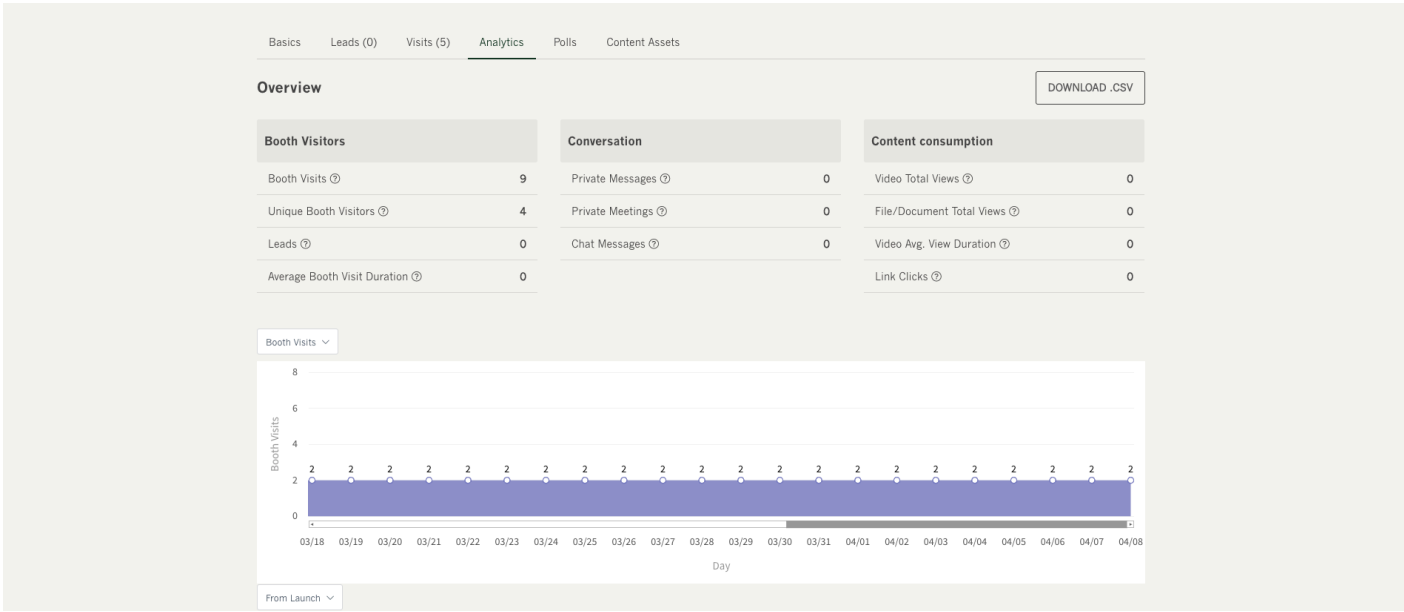 Basics Leads (0) Visits (5) Analytics Polls Content Assets
Overview
DOWNLOAD .CSV
Booth Visitors
Booth Visits ? 9
Unique Booth Visitors ? 4
Leads ? 0
Average Booth Visit Duration ? 0
Conversation
Private Messages ? 0
Private Meetings ? 0
Chat Messages ? 0
Content consumption
Video Total Views ? 0
File/Document Total Views ? 0
Video Avg. View Duration ? 0
Link Clicks ? 0
Booth Visits
Booth Visits
8
6
4
2
0
2 2 2 2 2 2 2 2 2 2 2 2 2 2 2 2 2 2 2 2 2 2
03/18 03/19 03/20 03/21 03/22 03/23 03/24 03/25 03/26 03/27 03/28 03/29 03/30 03/31 04/01 04/02 04/03 04/04 04/05 04/06 04/07 04/08
Day
From Launch